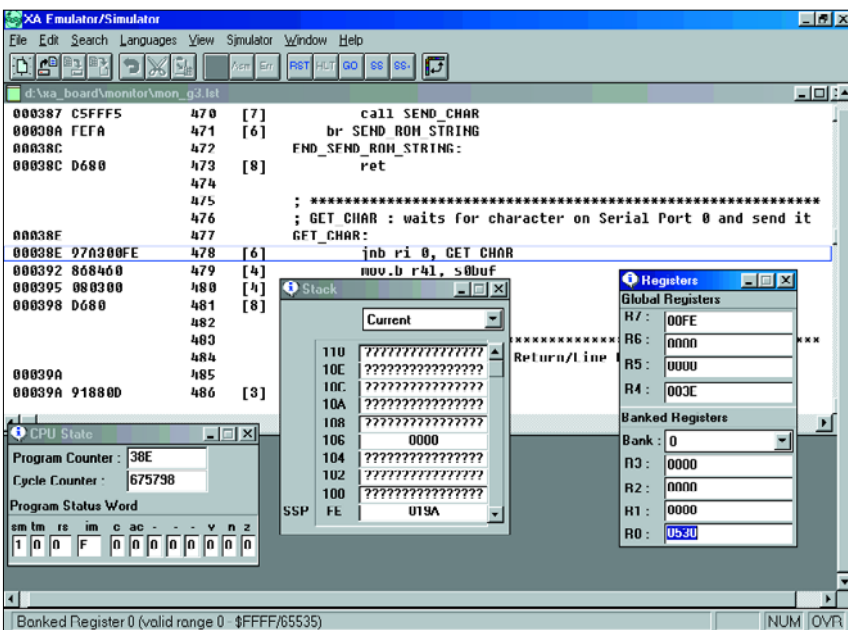 XA Emulator/Simulator
File Edit Search Languages View Simulator Window Help
Asm Err RST HLT GO SS SS+
d:\xa_board\monitor\mon_g3.lst
000387 C5FFF5 470 [7] call SEND_CHAR
00038A FEFA 471 [6] br SEND_ROM_STRING
00038C 472 END_SEND_ROM_STRING:
00038C D680 473 [8] ret
474
475 ; ************************************************************
476 ; GET_CHAR : waits for character on Serial Port 0 and send it
00038E 477 GET_CHAR:
00038E 97A300FE 478 [6] jnb ri_0, GET_CHAR
000392 868460 479 [4] mov.b r4l, s0buf
000395 080300 480 [4]
000398 D680 481 [8]
482
483
484 Return/Line
00039A 485
00039A 91880D 486 [3]
Stack
Current
110 ????????????????
10E ????????????????
10C ????????????????
10A ????????????????
108 ????????????????
106 0000
104 ????????????????
102 ????????????????
100 ????????????????
SSP FE 019A
Registers
Global Registers
R7 : 00FE
R6 : 0000
R5 : 0000
R4 : 003E
Banked Registers
Bank : 0
R3 : 0000
R2 : 0000
R1 : 0000
R0 : 0530
CPU State
Program Counter : 38E
Cycle Counter : 675798
Program Status Word
sm tm rs im c ac - - - v n z
1 0 0 F 0 0 0 0 0 0 0 0
Banked Register 0 (valid range 0 - $FFFF/65535)
NUM OVR